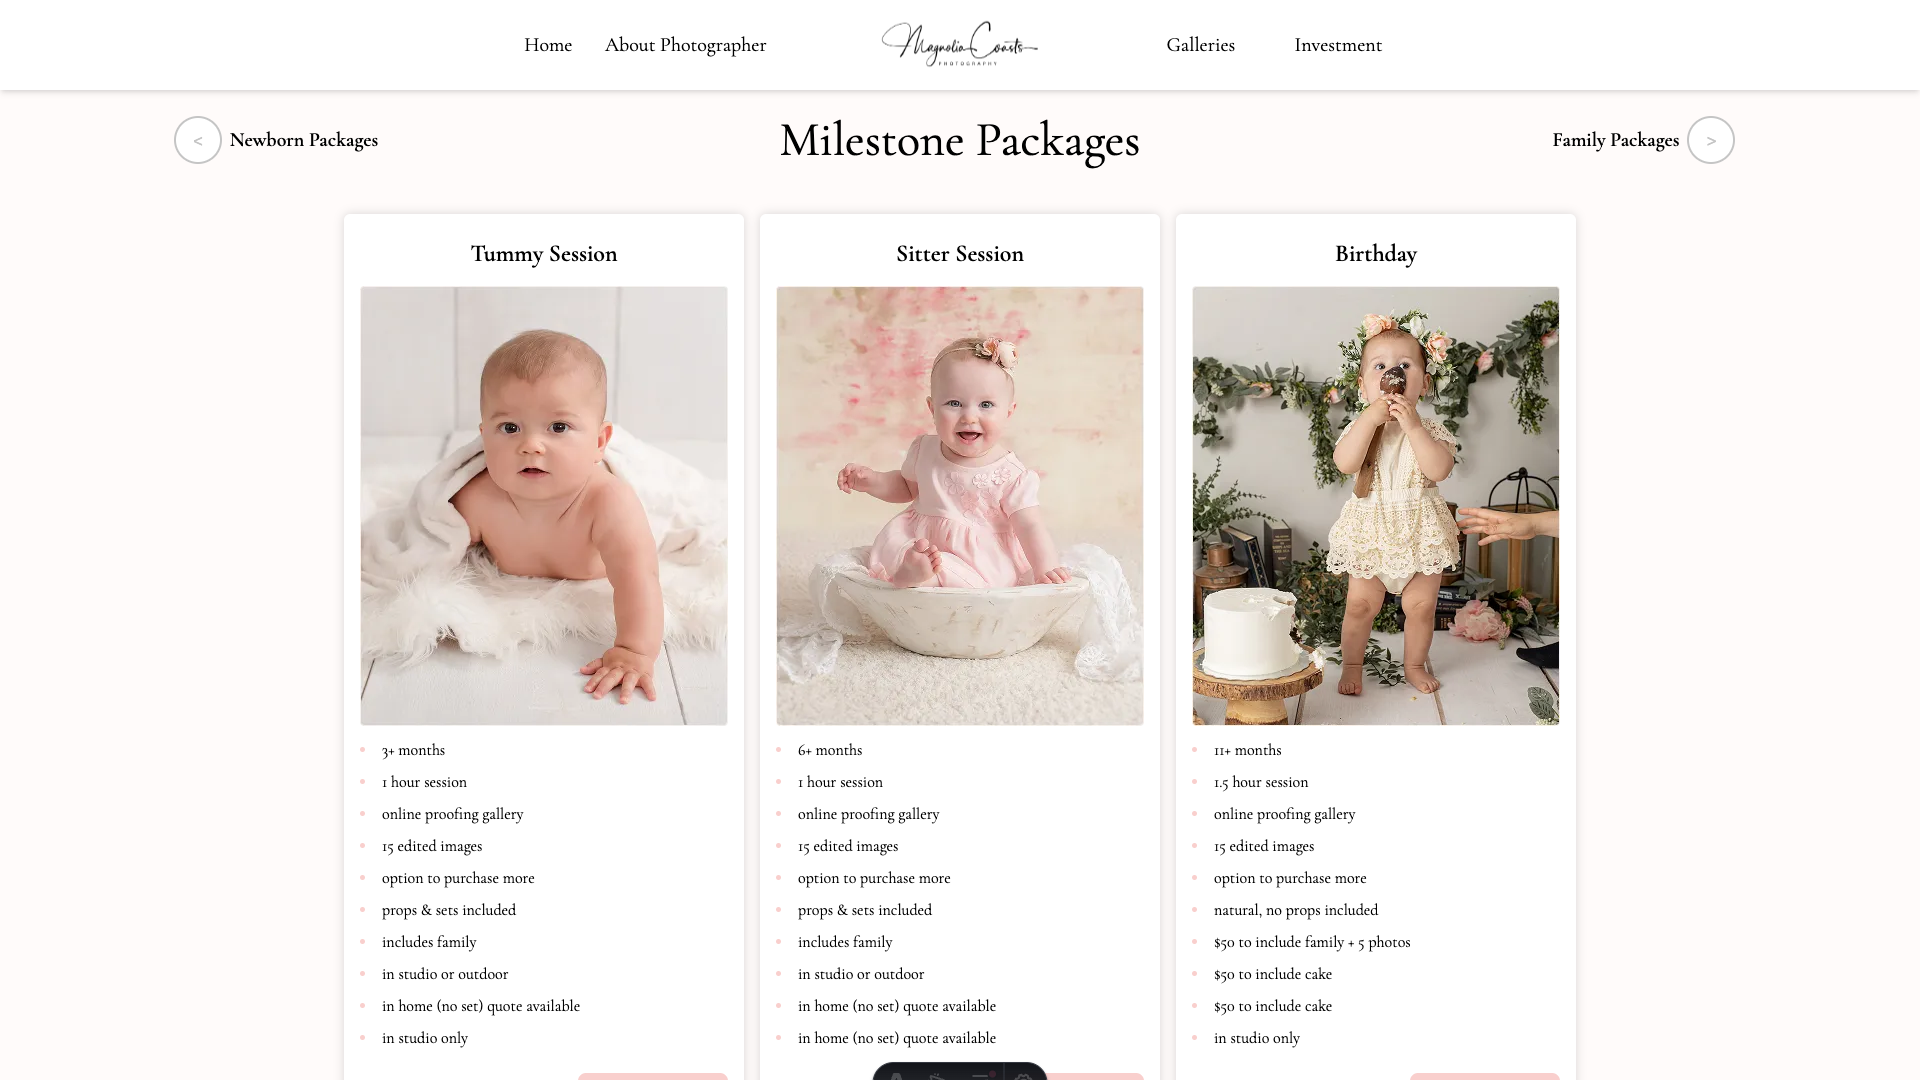 Home
About Photographer
Magnolia Coasts
PHOTOGRAPHY
Galleries
Investment
<
Newborn Packages
Milestone Packages
Family Packages
>
Tummy Session
3+ months
1 hour session
online proofing gallery
15 edited images
option to purchase more
props & sets included
includes family
in studio or outdoor
in home (no set) quote available
in studio only
Sitter Session
6+ months
1 hour session
online proofing gallery
15 edited images
option to purchase more
props & sets included
includes family
in studio or outdoor
in home (no set) quote available
in home (no set) quote available
Birthday
11+ months
1.5 hour session
online proofing gallery
15 edited images
option to purchase more
natural, no props included
$50 to include family + 5 photos
$50 to include cake
$50 to include cake
in studio only